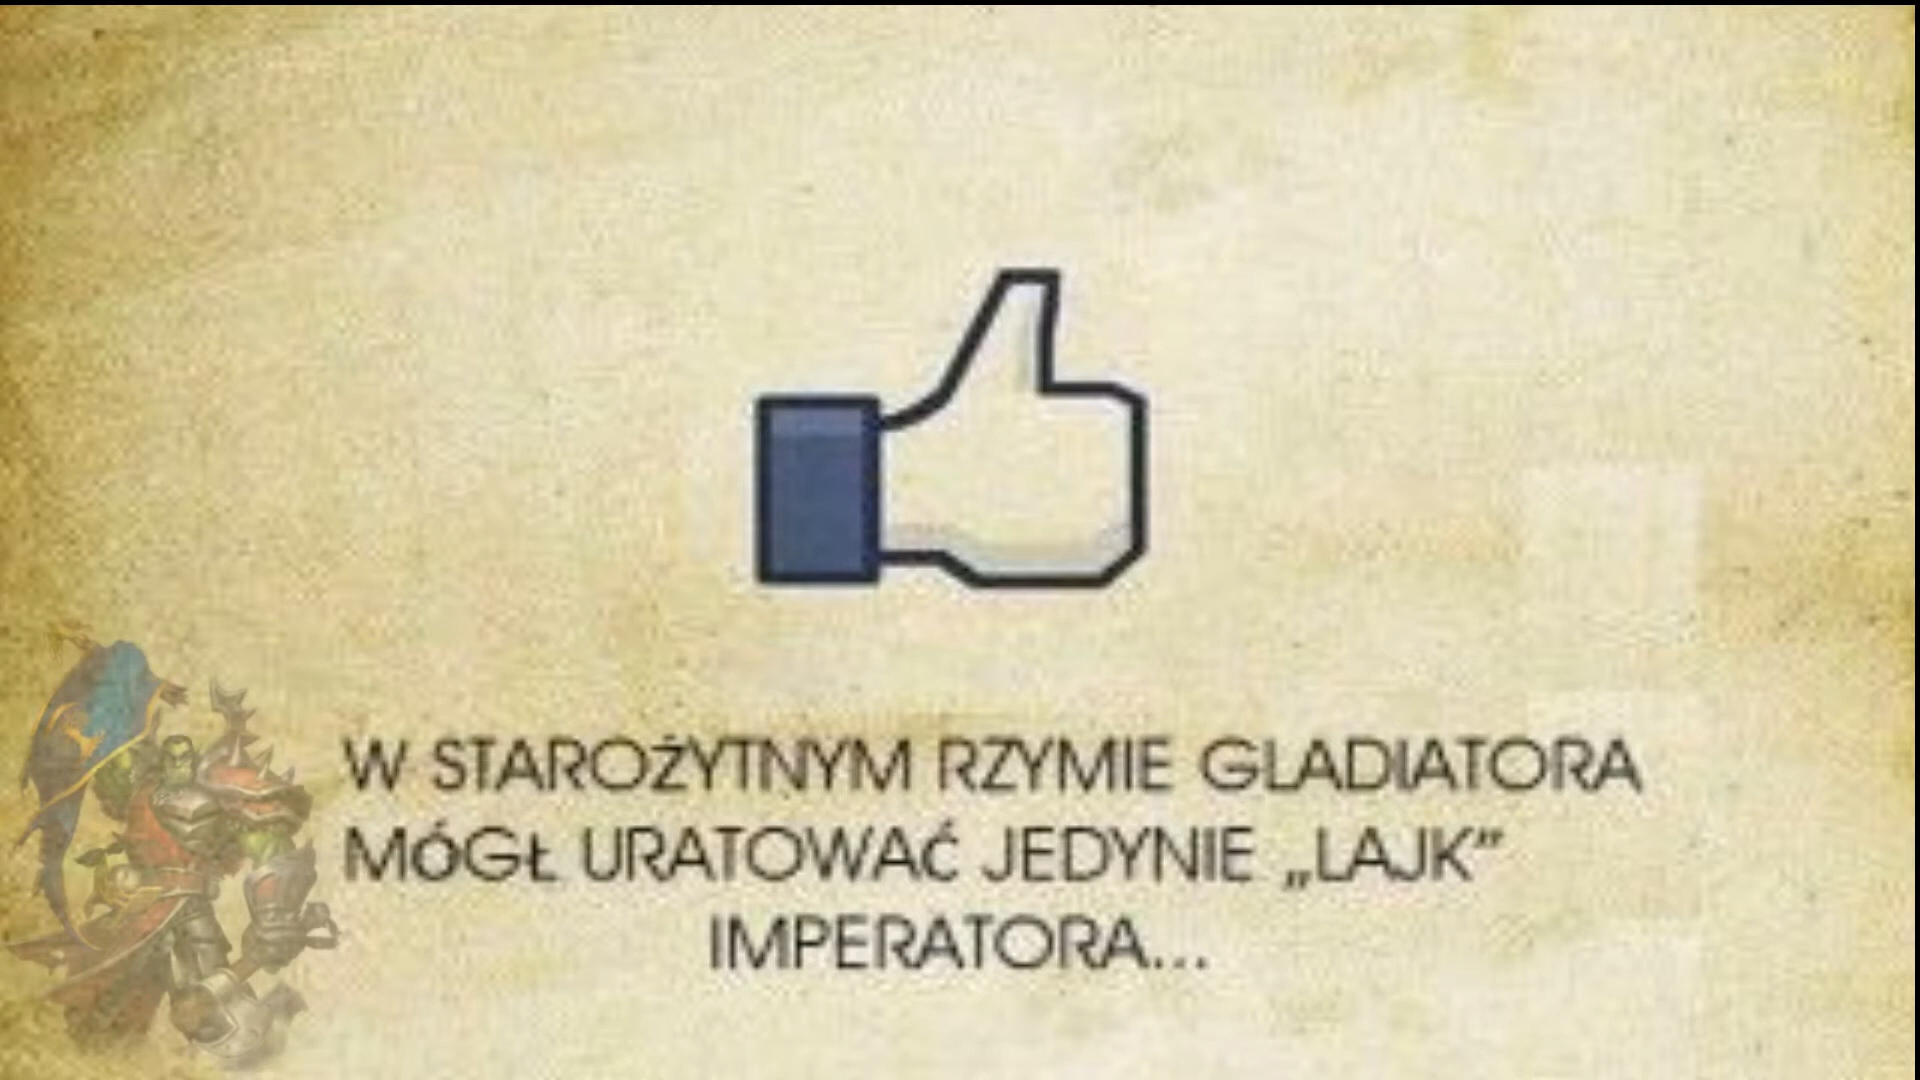 W STAROŻYTNYM RZYMIE GLADIATORA
MÓGŁ URATOWAĆ JEDYNIE „LAJK”
IMPERATORA...